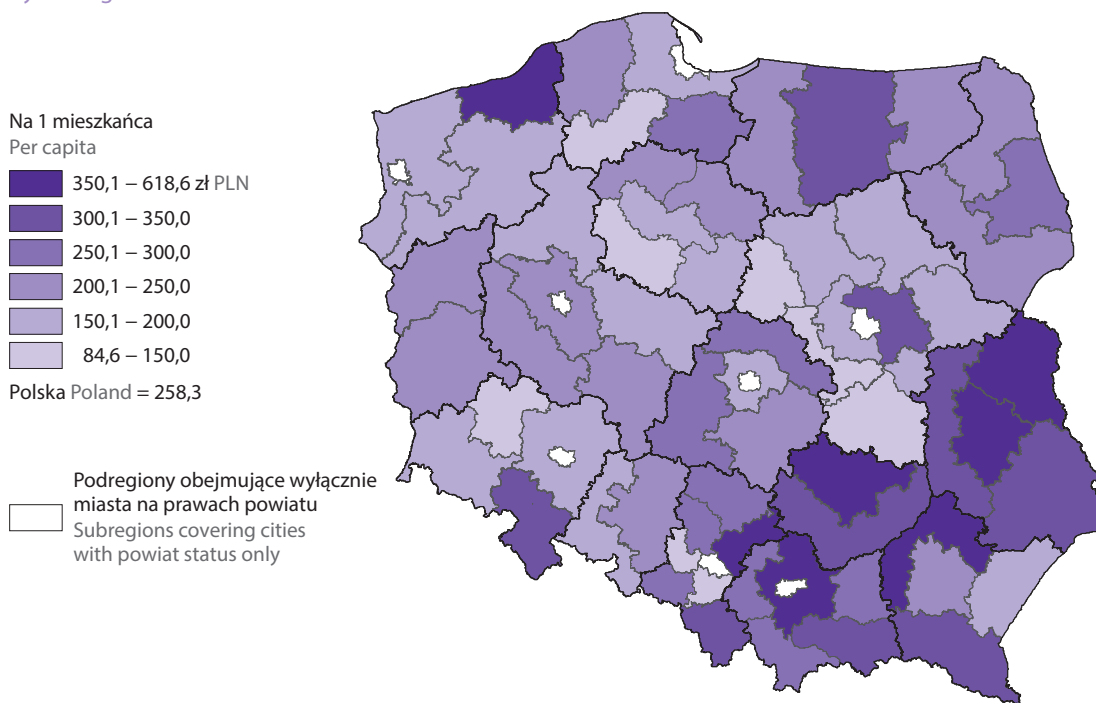 Na 1 mieszkańca
Per capita
350,1 – 618,6 zł PLN
300,1 – 350,0
250,1 – 300,0
200,1 – 250,0
150,1 – 200,0
84,6 – 150,0
Polska Poland = 258,3
Podregiony obejmujące wyłącznie
miasta na prawach powiatu
Subregions covering cities
with powiat status only